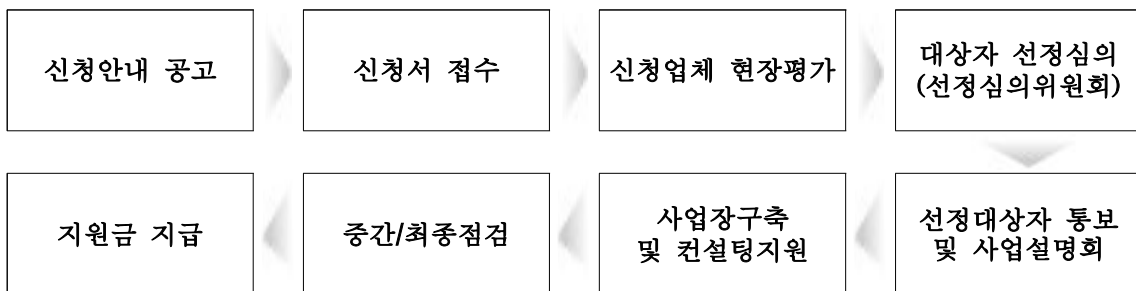 신청안내 공고
신청서 접수
신청업체 현장평가
대상자 선정심의
(선정심의위원회)
선정대상자 통보
및 사업설명회
사업장구축
및 컨설팅지원
중간/최종점검
지원금 지급